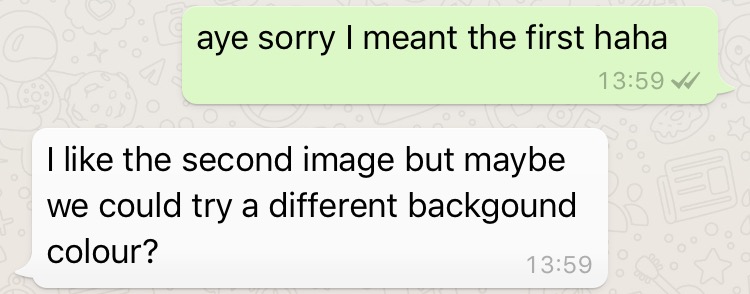 aye sorry I meant the first haha
13:59
I like the second image but maybe
we could try a different backgound
colour?
13:59